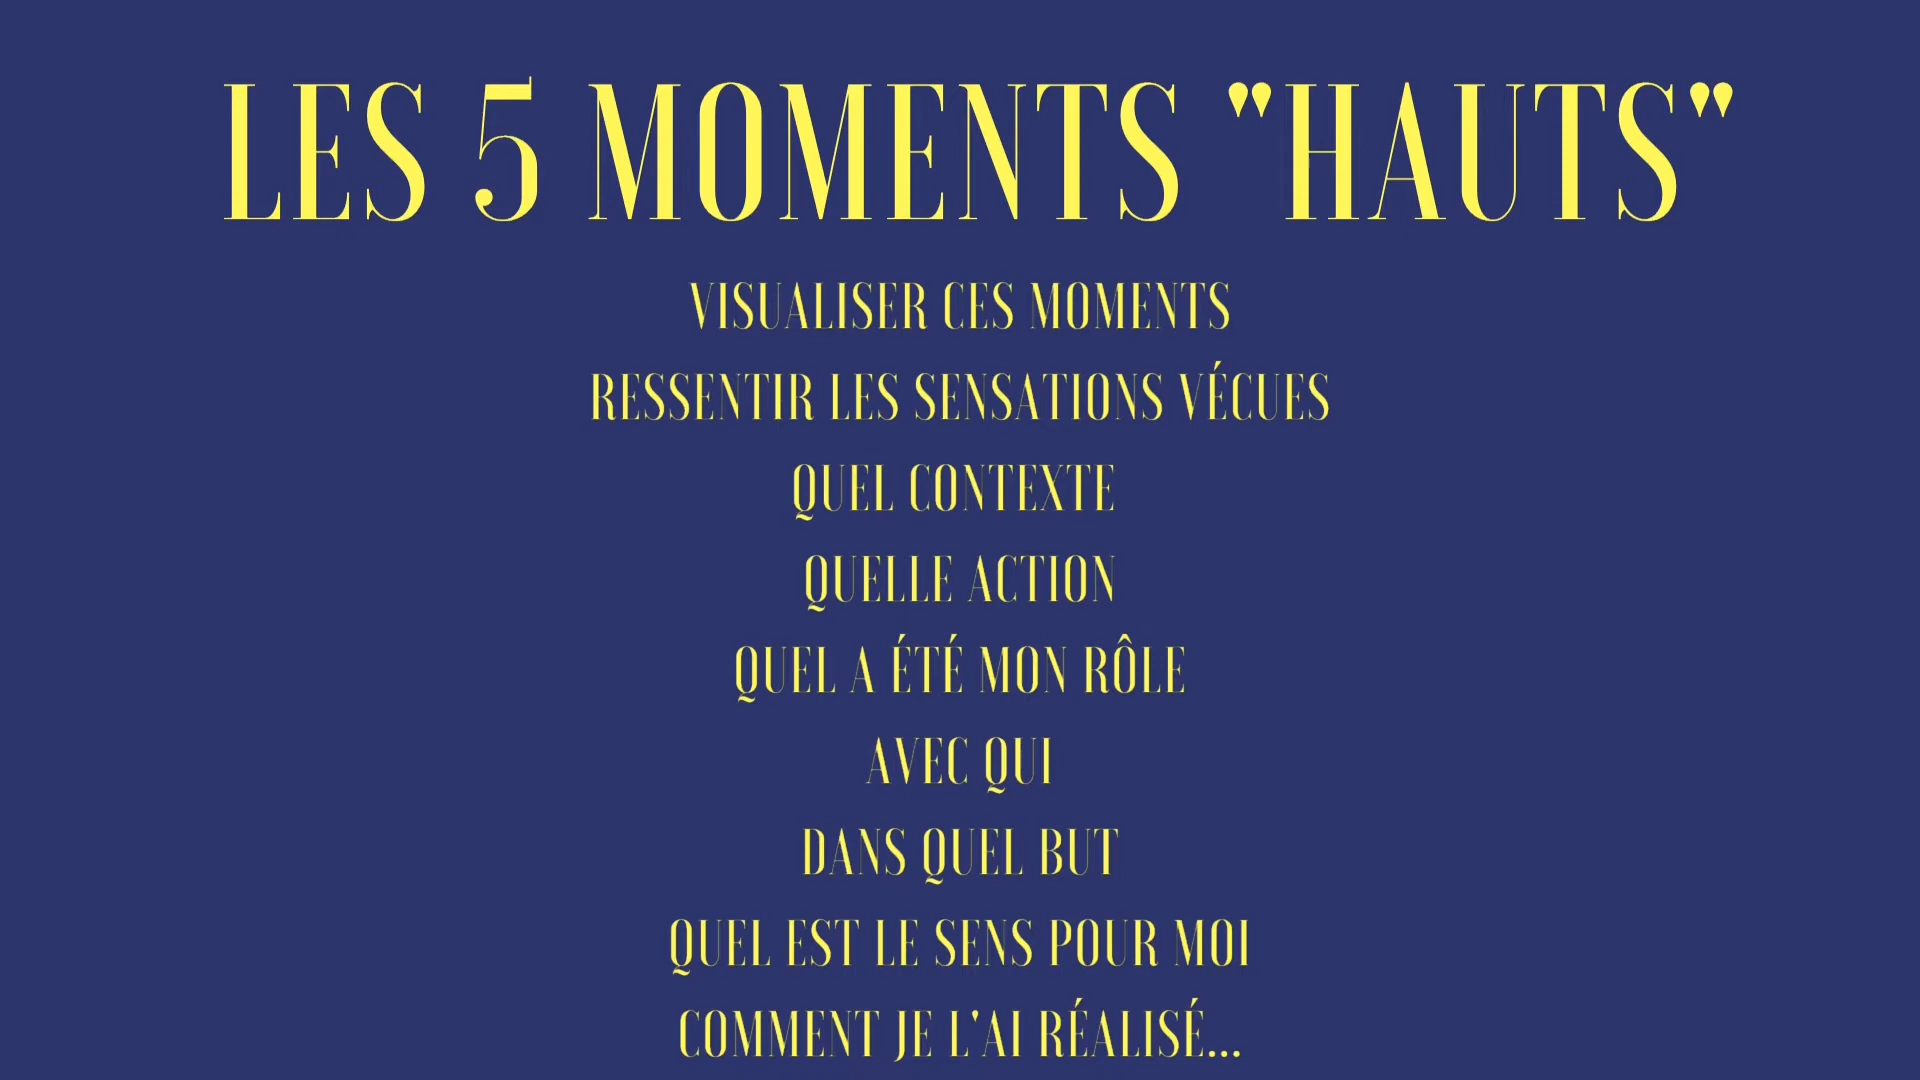 LES 5 MOMENTS "HAUTS"
VISUALISER CES MOMENTS
RESSENTIR LES SENSATIONS VÉCUES
QUEL CONTEXTE
QUELLE ACTION
QUEL A ÉTÉ MON RÔLE
AVEC QUI
DANS QUEL BUT
QUEL EST LE SENS POUR MOI
COMMENT JE L'AI RÉALISÉ...